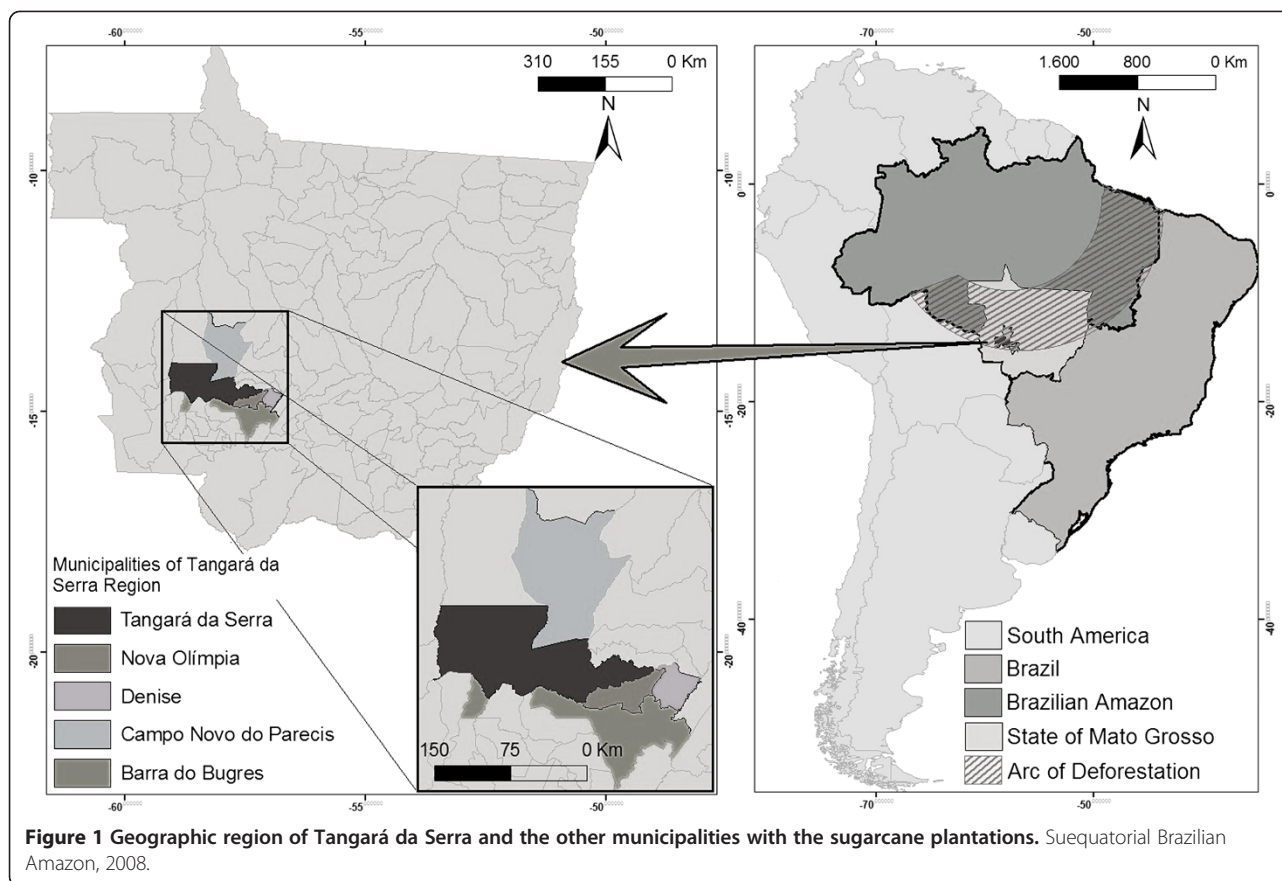 -60
-55
-50
310 155 0 Km
N
-10
-15
-20
Municipalities of Tangará da
Serra Region
Tangará da Serra
Nova Olímpia
Denise
Campo Novo do Parecis
Barra do Bugres
150 75 0 Km
-60
-55
-50
-70
-50
1.600 800 0 Km
N
0
0
-20
-20
-40
-40
South America
Brazil
Brazilian Amazon
State of Mato Grosso
Arc of Deforestation
-70
-50
Figure 1 Geographic region of Tangará da Serra and the other municipalities with the sugarcane plantations. Suequatorial Brazilian
Amazon, 2008.